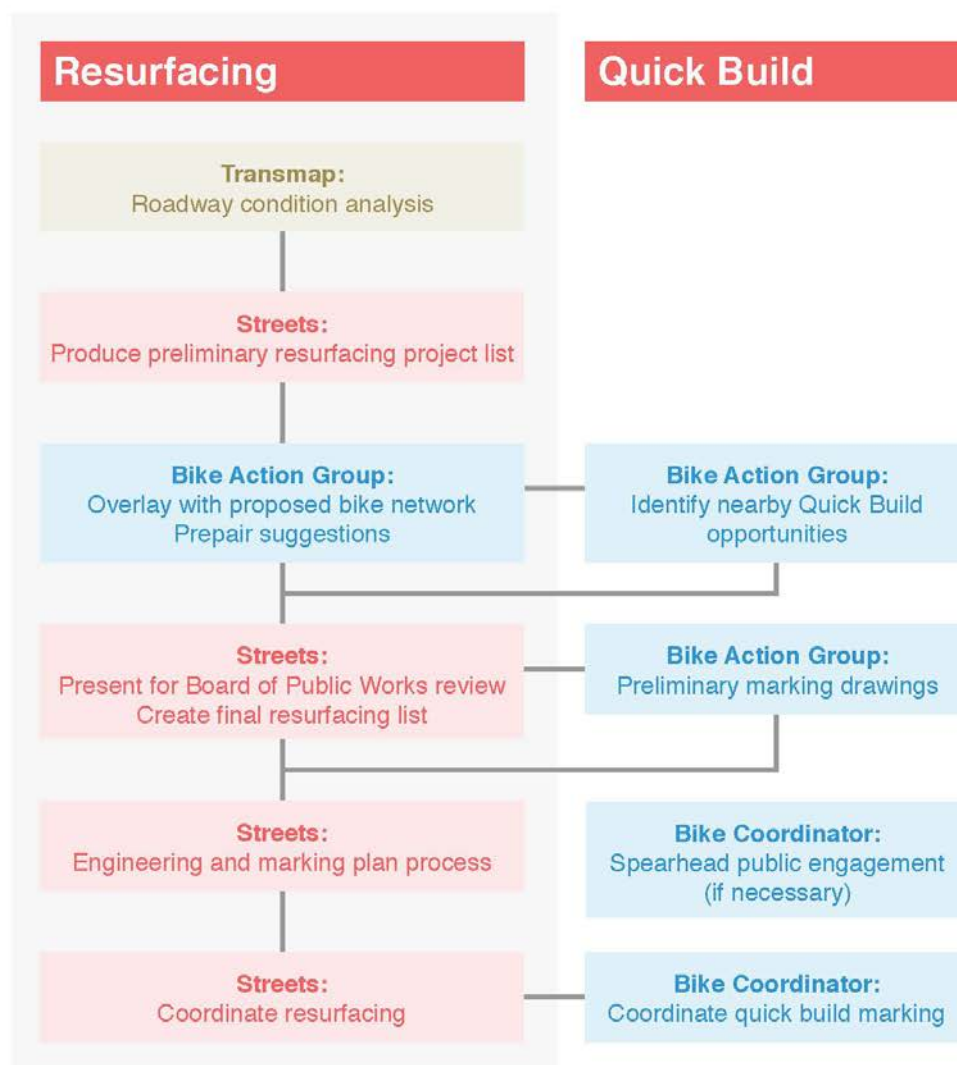 Resurfacing
Quick Build
Transmap:
Roadway condition analysis
Streets:
Produce preliminary resurfacing project list
Bike Action Group:
Overlay with proposed bike network
Prepair suggestions
Bike Action Group:
Identify nearby Quick Build
opportunities
Streets:
Present for Board of Public Works review
Create final resurfacing list
Bike Action Group:
Preliminary marking drawings
Streets:
Engineering and marking plan process
Bike Coordinator:
Spearhead public engagement
(if necessary)
Streets:
Coordinate resurfacing
Bike Coordinator:
Coordinate quick build marking